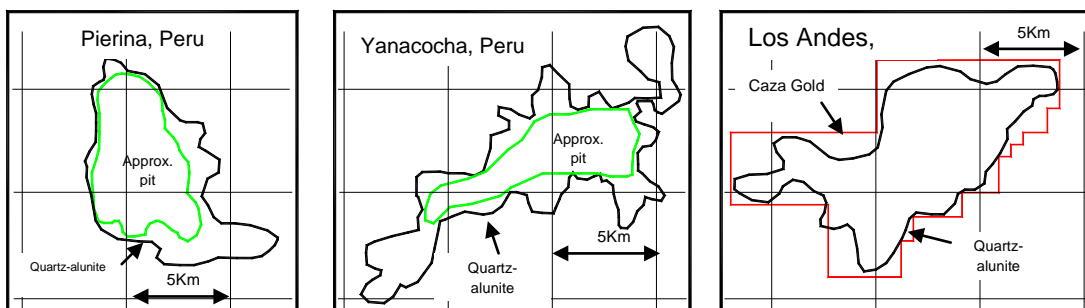 Pierina, Peru
Approx.
pit
Quartz-alunite
5Km
Yanacocha, Peru
Approx.
pit
5Km
Quartz-
alunite
Los Andes,
5Km
Caza Gold
Quartz-
alunite